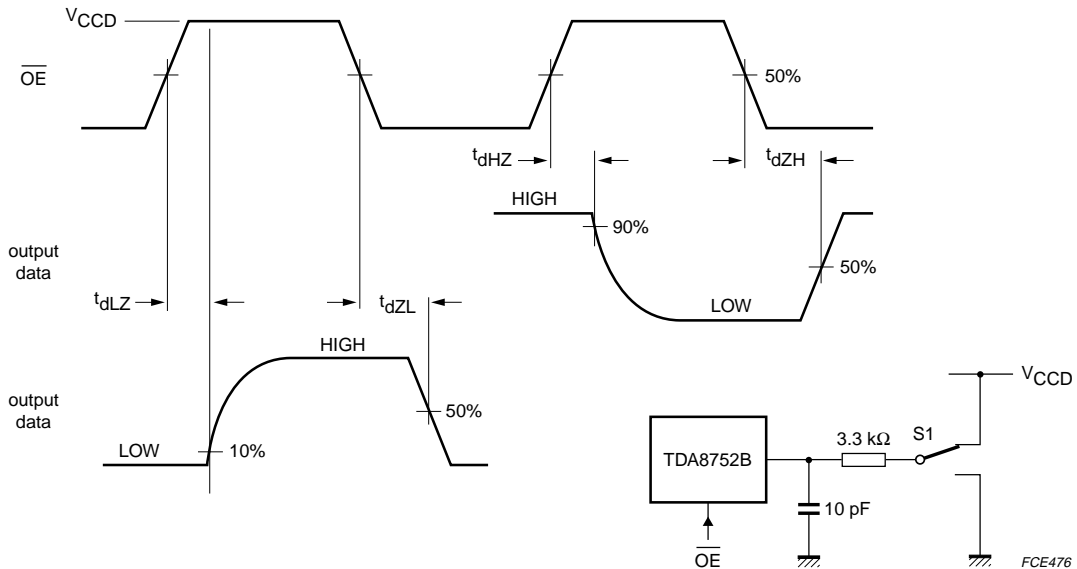 VCCD
OE
50%
tdHZ
tdZH
HIGH
90%
output
data
50%
tdLZ
tdZL
LOW
HIGH
output
data
50%
LOW
10%
VCCD
S1
3.3 kΩ
TDA8752B
10 pF
OE
FCE476